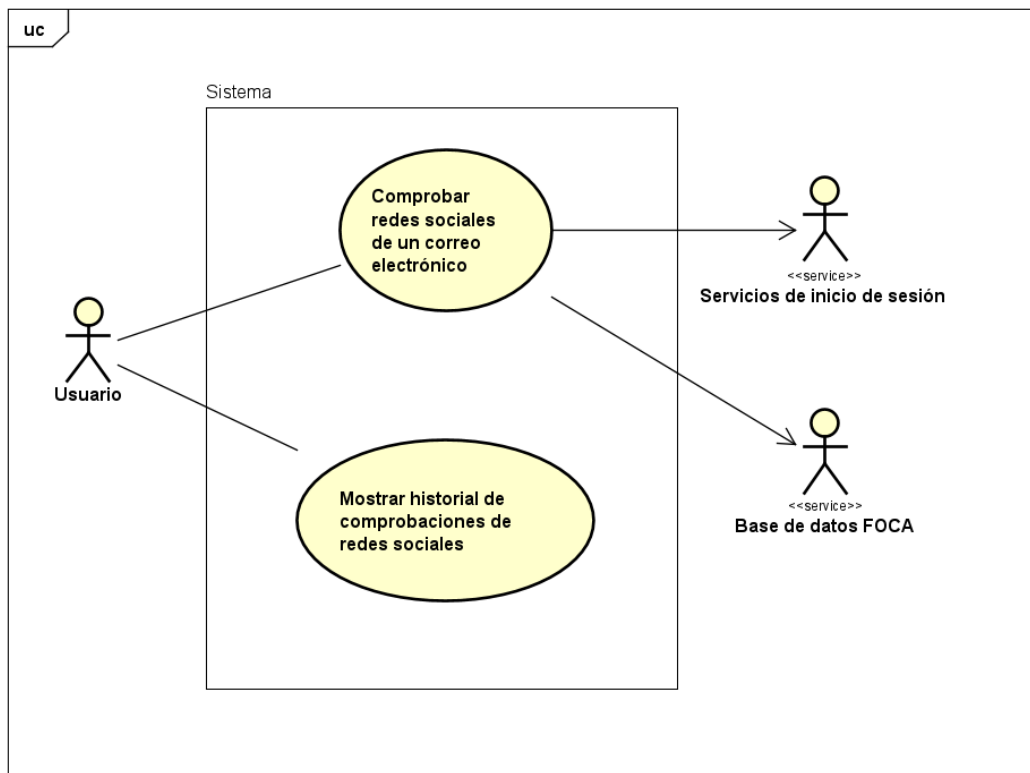 uc
Sistema
Comprobar
redes sociales
de un correo
electrónico
<<service>>
Servicios de inicio de sesión
Usuario
Mostrar historial de
comprobaciones de
redes sociales
<<service>>
Base de datos FOCA